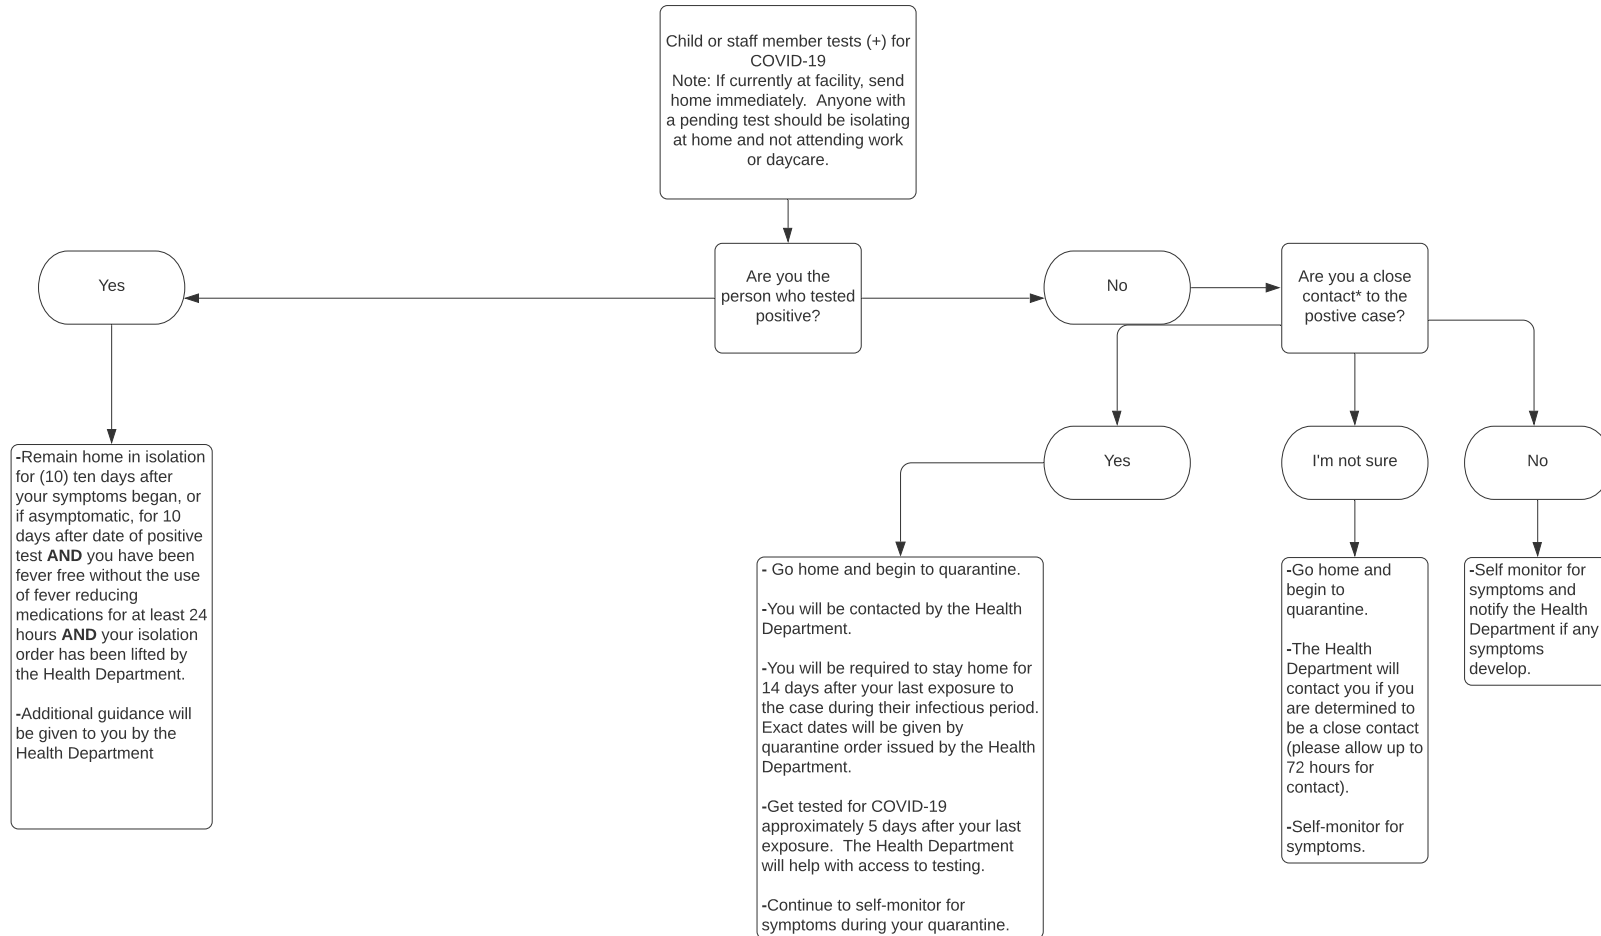 Child or staff member tests (+) for
COVID-19
Note: If currently at facility, send
home immediately.  Anyone with
a pending test should be isolating
at home and not attending work
or daycare.
Yes
Are you the
person who tested
positive?
No
Are you a close
contact* to the
postive case?
Yes
I'm not sure
No
-Remain home in isolation
for (10) ten days after
your symptoms began, or
if asymptomatic, for 10
days after date of positive
test AND you have been
fever free without the use
of fever reducing
medications for at least 24
hours AND your isolation
order has been lifted by
the Health Department.
-Additional guidance will
be given to you by the
Health Department
- Go home and begin to quarantine.
-You will be contacted by the Health
Department.
-You will be required to stay home for
14 days after your last exposure to
the case during their infectious period.
Exact dates will be given by
quarantine order issued by the Health
Department.
-Get tested for COVID-19
approximately 5 days after your last
exposure.  The Health Department
will help with access to testing.
-Continue to self-monitor for
symptoms during your quarantine.
-Go home and
begin to
quarantine.
-The Health
Department will
contact you if you
are determined to
be a close contact
(please allow up to
72 hours for
contact).
-Self-monitor for
symptoms.
-Self monitor for
symptoms and
notify the Health
Department if any
symptoms
develop.